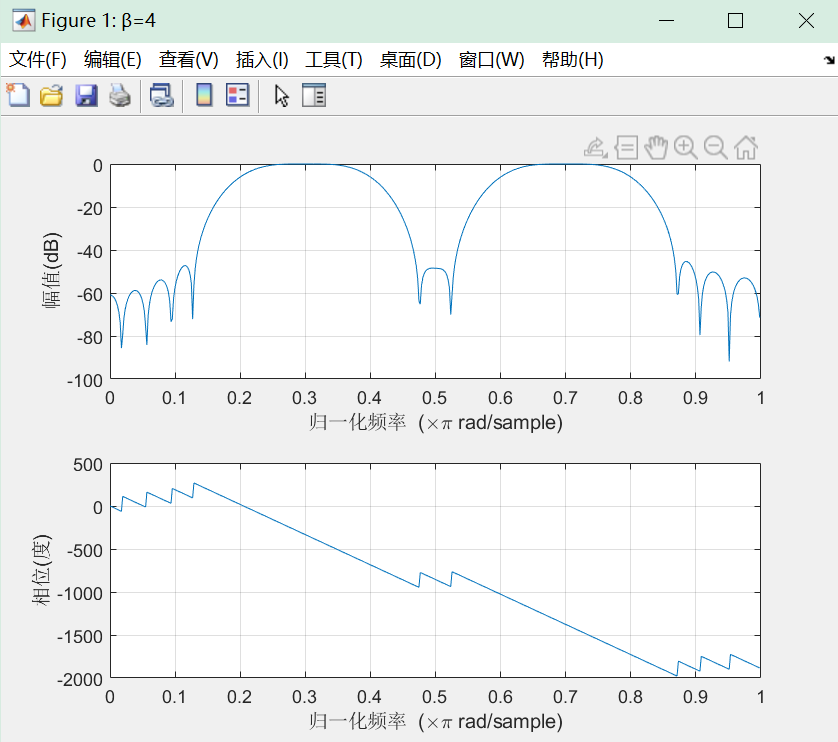 Figure 1: β=4
文件(F) 编辑(E) 查看(V) 插入(I) 工具(T) 桌面(D) 窗口(W) 帮助(H)
0
-20
-40
-60
-80
-100
幅值(dB)
0 0.1 0.2 0.3 0.4 0.5 0.6 0.7 0.8 0.9 1
归一化频率 (×π rad/sample)
500
0
-500
-1000
-1500
-2000
相位(度)
0 0.1 0.2 0.3 0.4 0.5 0.6 0.7 0.8 0.9 1
归一化频率 (×π rad/sample)